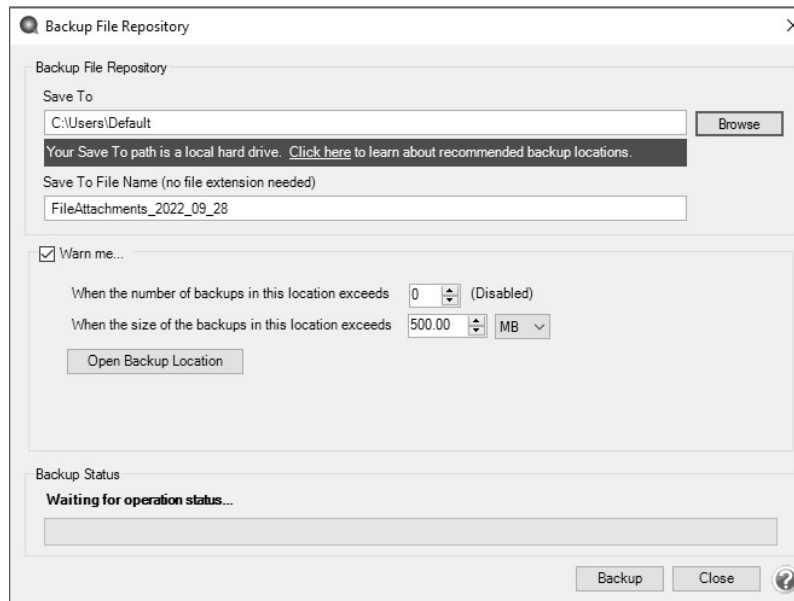 Backup File Repository
Backup File Repository
Save To
C:\Users\Default
Browse
Your Save To path is a local hard drive. Click here to learn about recommended backup locations.
Save To File Name (no file extension needed)
FileAttachments_2022_09_28
Warn me...
When the number of backups in this location exceeds 0 (Disabled)
When the size of the backups in this location exceeds 500.00 MB
Open Backup Location
Backup Status
Waiting for operation status...
Backup Close ?